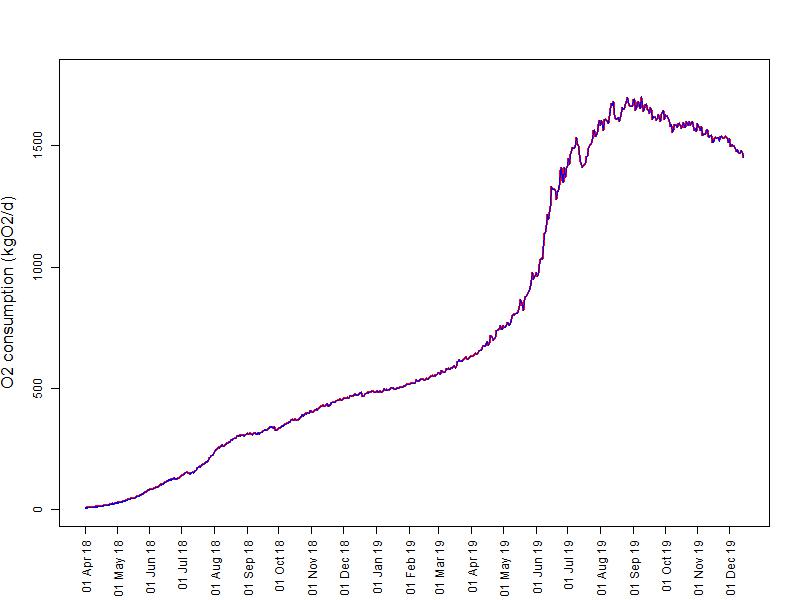 O2 consumption (kgO2/d)
1500
1000
500
0
01 Apr 18
01 May 18
01 Jun 18
01 Jul 18
01 Aug 18
01 Sep 18
01 Oct 18
01 Nov 18
01 Dec 18
01 Jan 19
01 Feb 19
01 Mar 19
01 Apr 19
01 May 19
01 Jun 19
01 Jul 19
01 Aug 19
01 Sep 19
01 Oct 19
01 Nov 19
01 Dec 19